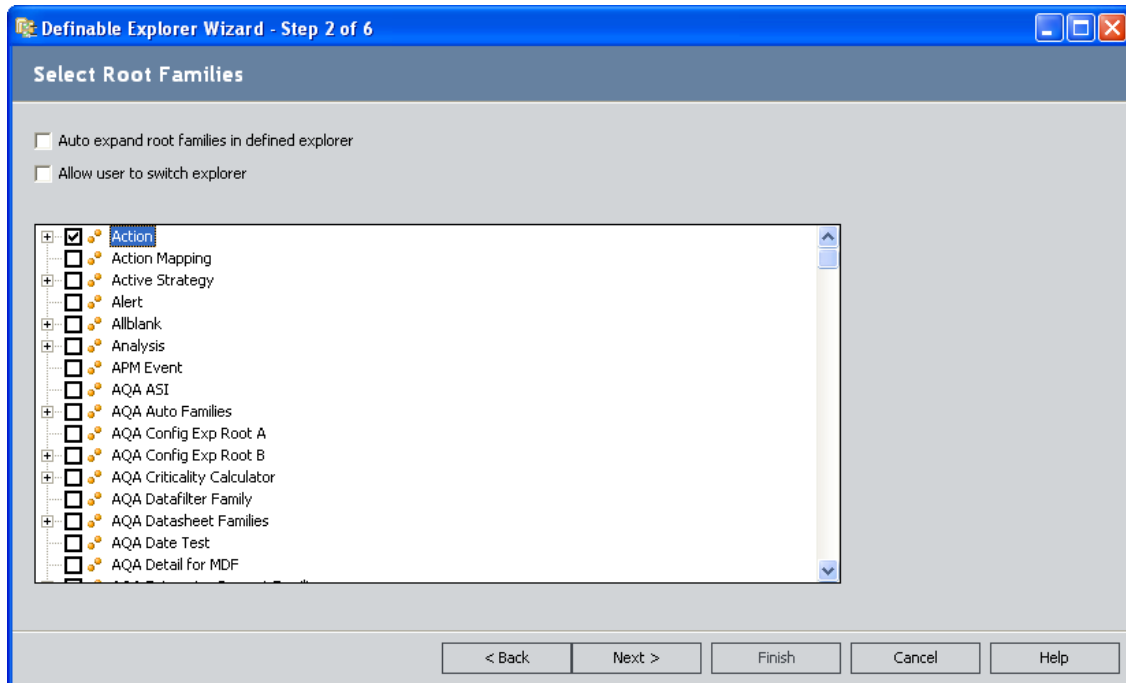 Definable Explorer Wizard - Step 2 of 6
Select Root Families
Auto expand root families in defined explorer
Allow user to switch explorer
Action
Action Mapping
Active Strategy
Alert
Allblank
Analysis
APM Event
AQA ASI
AQA Auto Families
AQA Config Exp Root A
AQA Config Exp Root B
AQA Criticality Calculator
AQA Datafilter Family
AQA Datasheet Families
AQA Date Test
AQA Detail for MDF
< Back Next > Finish Cancel Help